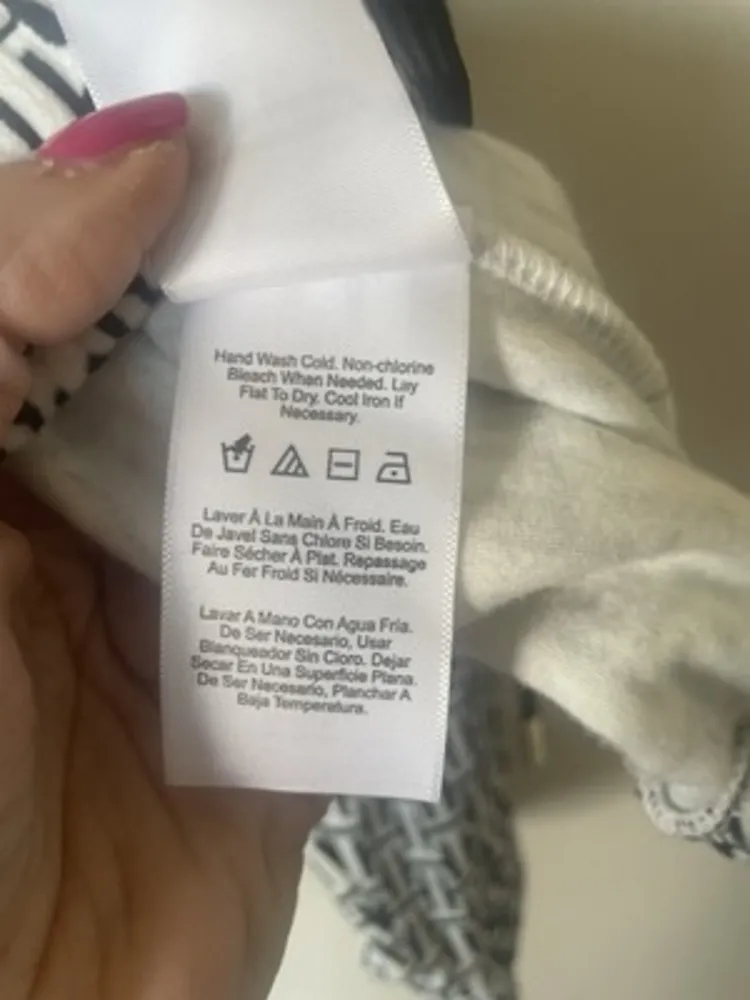 Hand Wash Cold. Non-chlorine
Bleach When Needed. Lay
Flat To Dry. Cool Iron If
Necessary.
Laver À La Main À Froid. Eau
De Javel Sans Chlore Si Besoin.
Faire Sécher À Plat. Repassage
Au Fer Froid Si Nécessaire.
Lavar A Mano Con Agua Fría.
De Ser Necesario, Usar
Blanqueador Sin Cloro. Dejar
Secar En Una Superficie Plana.
De Ser Necesario, Planchar A
Baja Temperatura.